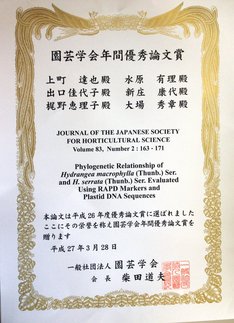 園芸学会年間優秀論文賞
上町 達也殿 水原 有理殿
出口佳代子殿 新庄 康代殿
梶野恵理子殿 大場 秀章殿
JOURNAL OF THE JAPANESE SOCIETY
FOR HORTICULTURAL SCIENCE
Volume 83, Number 2 : 163 - 171
Phylogenetic Relationship of
Hydrangea macrophylla (Thunb.) Ser.
and H. serrata (Thunb.) Ser. Evaluated
Using RAPD Markers and
Plastid DNA Sequences
本論文は平成26年度優秀論文賞に選ばれました
ここにその栄誉を称え園芸学会年間優秀論文賞を
贈ります
平成27年3月28日
一般社団法人 園芸学会
会長 柴田道夫